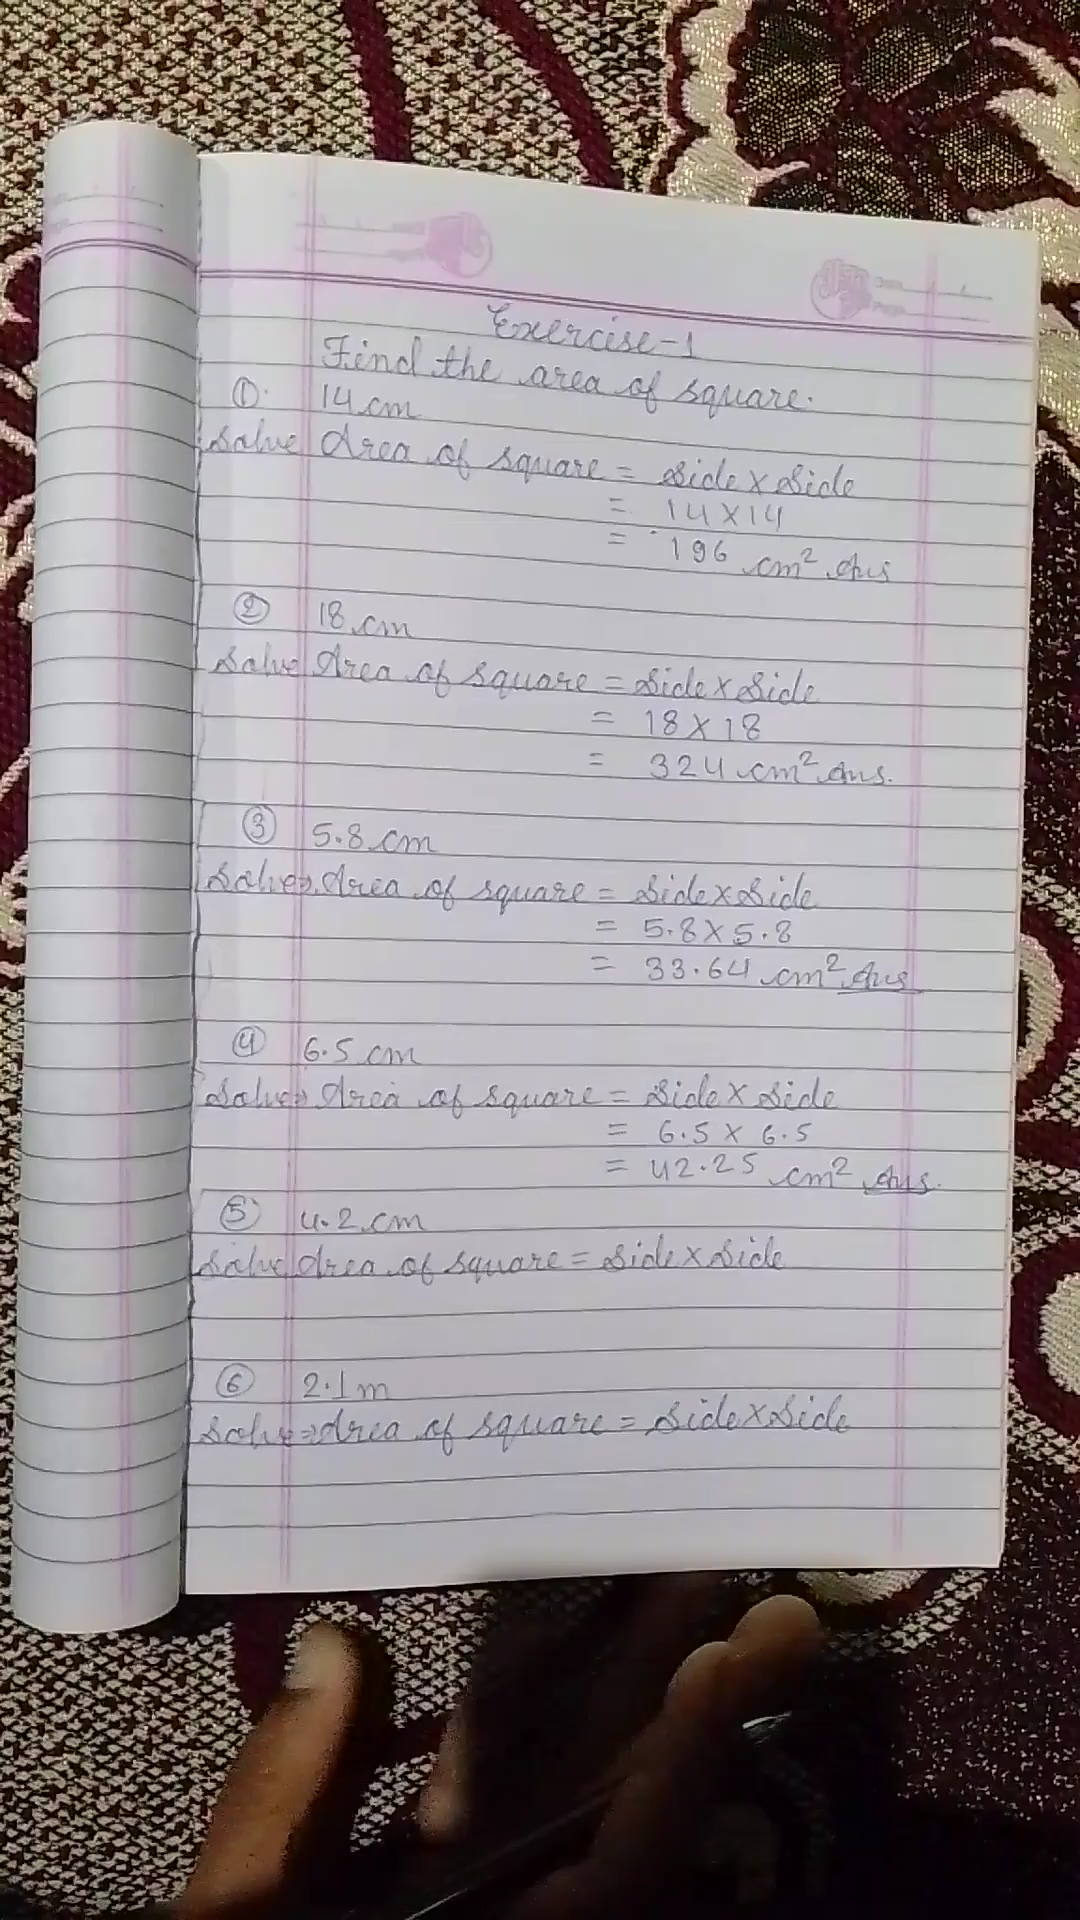 Exercise-1
Find the area of square.
① 14 cm
Solve Area of square = Side x Side
= 14 X 14
= 196 cm² Ans
② 18 cm
Solve Area of square = Side x Side
= 18 X 18
= 324 cm² Ans.
③ 5.8 cm
Solve⇒ Area of square = Side x Side
= 5.8 X 5.8
= 33.64 cm² Ans
④ 6.5 cm
Solve⇒ Area of square = Side X Side
= 6.5 x 6.5
= 42.25 cm² Ans.
⑤ 4.2 cm
Solve Area of square = Side x Side
⑥ 2.1 m
Solve⇒ Area of square = Side x Side